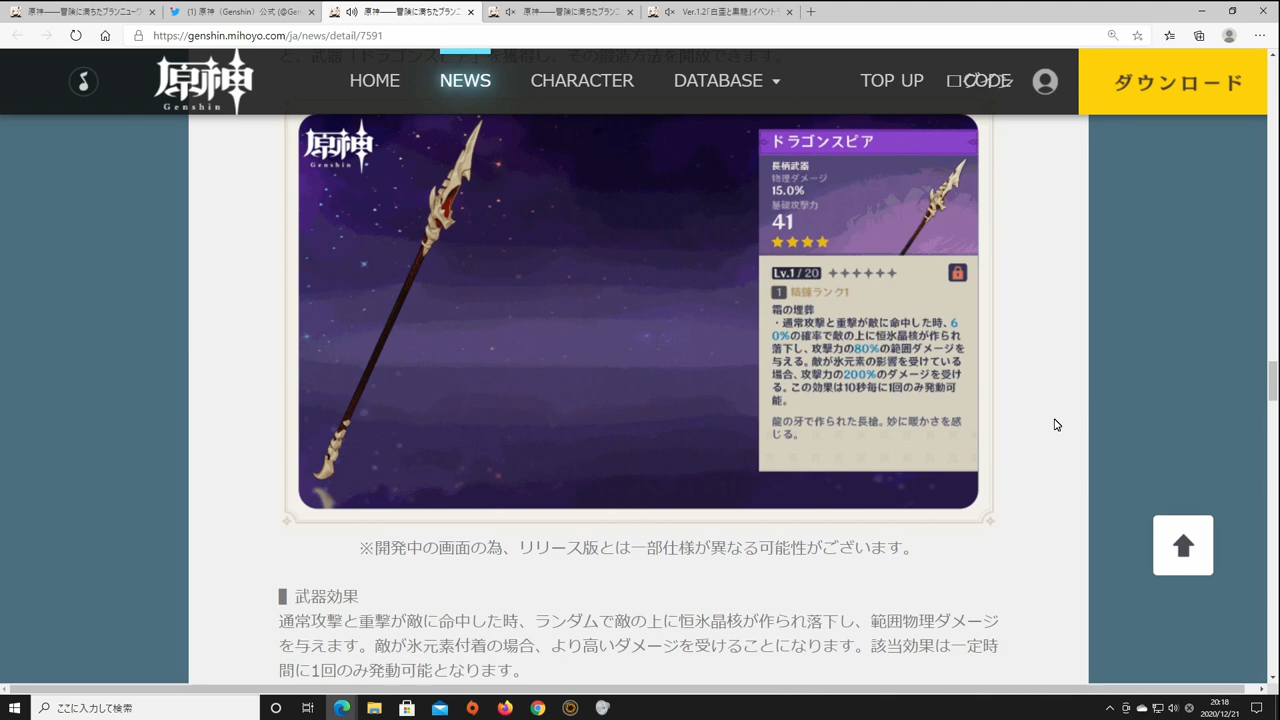 原神——冒険に満ちたブランニューワ
(1) 原神（Genshin）公式 (@Gen
原神——冒険に満ちたブランニ
原神——冒険に満ちたブランニ
Ver.1.2「白亜と黒龍」イベント
https://genshin.mihoyo.com/ja/news/detail/7591
原神
Genshin
HOME
NEWS
CHARACTER
DATABASE
TOP UP
ダウンロード
原神
Genshin
ドラゴンスピア
長柄武器
物理ダメージ
15.0%
基礎攻撃力
41
Lv.1 / 20
1 精錬ランク1
霜の埋葬
・通常攻撃と重撃が敵に命中した時、6
0%の確率で敵の上に恒氷晶核が作られ
落下し、攻撃力の80%の範囲ダメージを
与える。敵が氷元素の影響を受けている
場合、攻撃力の200%のダメージを受け
る。この効果は10秒毎に1回のみ発動可
能。
龍の牙で作られた長槍。妙に暖かさを感
じる。
※開発中の画面の為、リリース版とは一部仕様が異なる可能性がございます。
武器効果
通常攻撃と重撃が敵に命中した時、ランダムで敵の上に恒氷晶核が作られ落下し、範囲物理ダメージ
を与えます。敵が氷元素付着の場合、より高いダメージを受けることになります。該当効果は一定時
間に1回のみ発動可能となります。
ここに入力して検索
20:18
2020/12/21